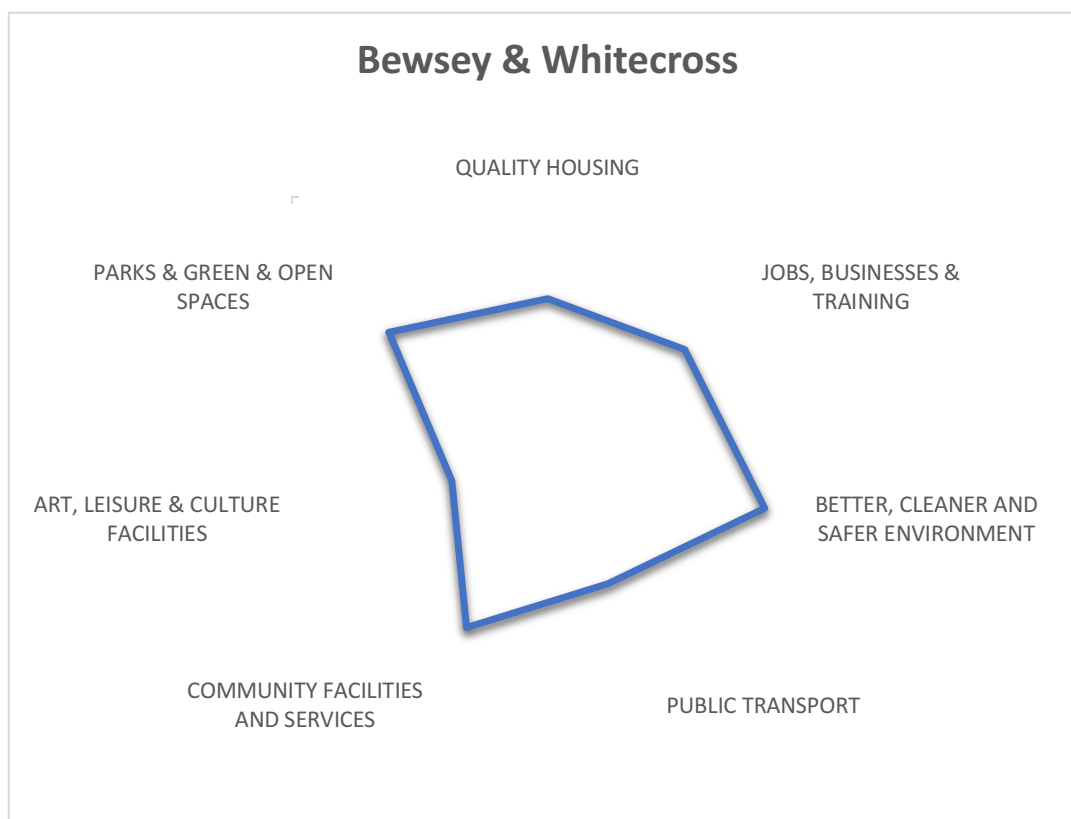 Bewsey & Whitecross
QUALITY HOUSING
JOBS, BUSINESSES &
TRAINING
BETTER, CLEANER AND
SAFER ENVIRONMENT
PUBLIC TRANSPORT
COMMUNITY FACILITIES
AND SERVICES
ART, LEISURE & CULTURE
FACILITIES
PARKS & GREEN & OPEN
SPACES